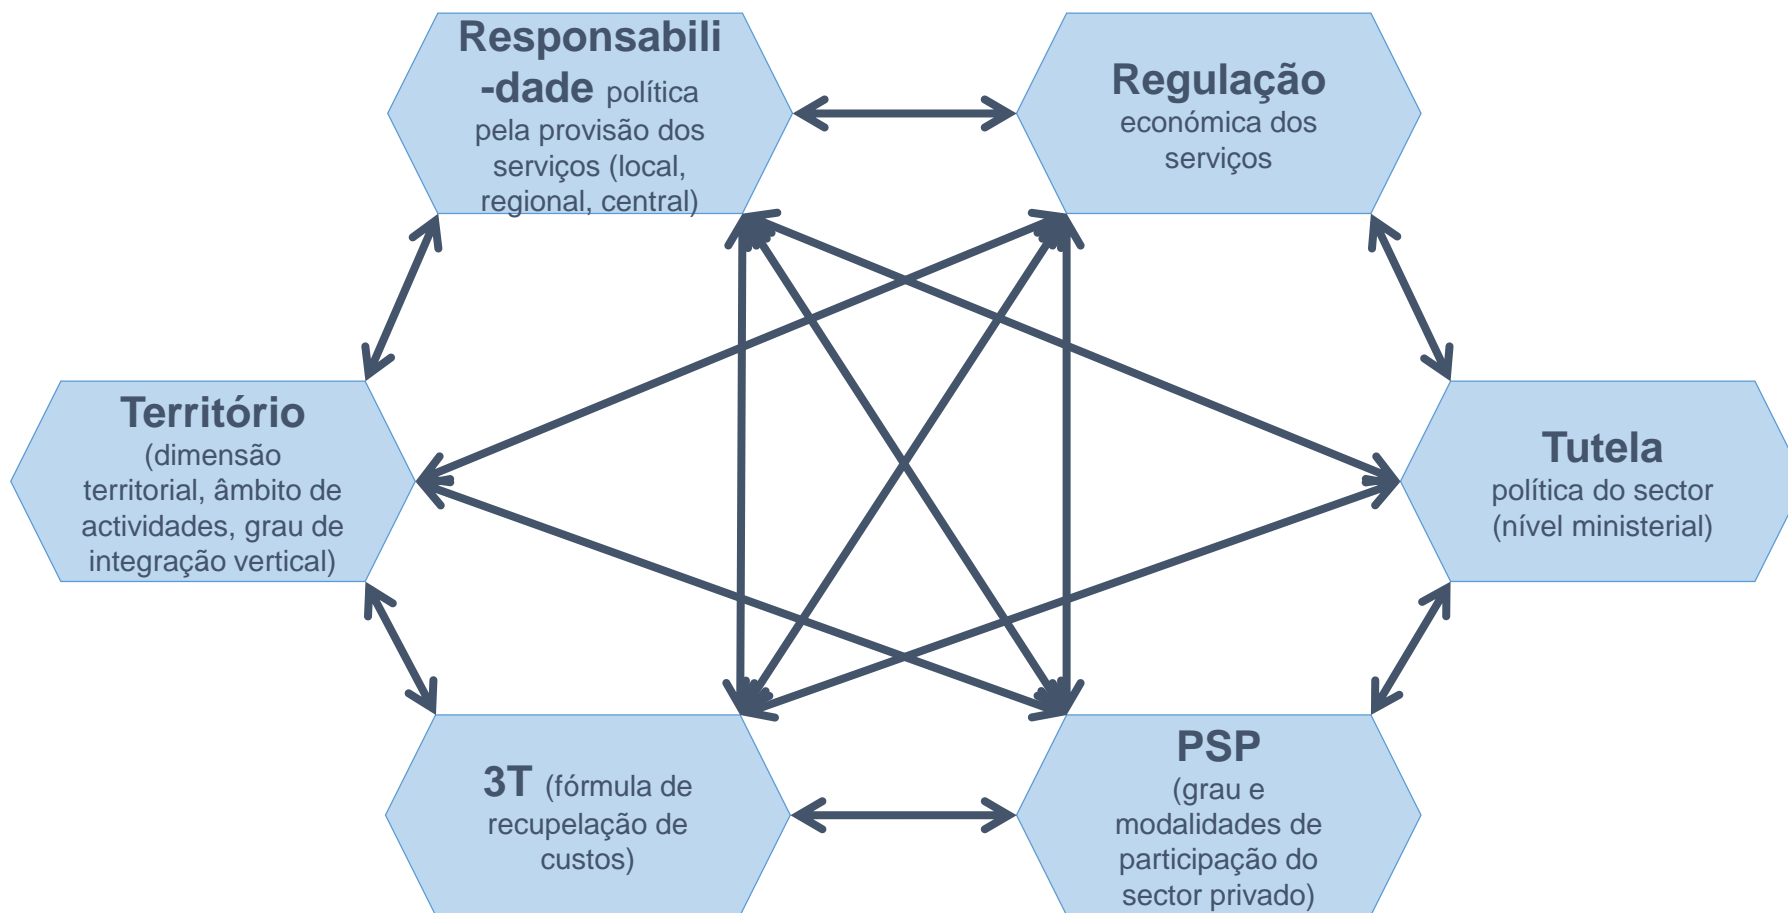 Responsabili
-dade política
pela provisão dos
serviços (local,
regional, central)
Regulação
económica dos
serviços
Território
(dimensão
territorial, âmbito de
actividades, grau de
integração vertical)
Tutela
política do sector
(nível ministerial)
3T (fórmula de
recupelação de
custos)
PSP
(grau e
modalidades de
participação do
sector privado)